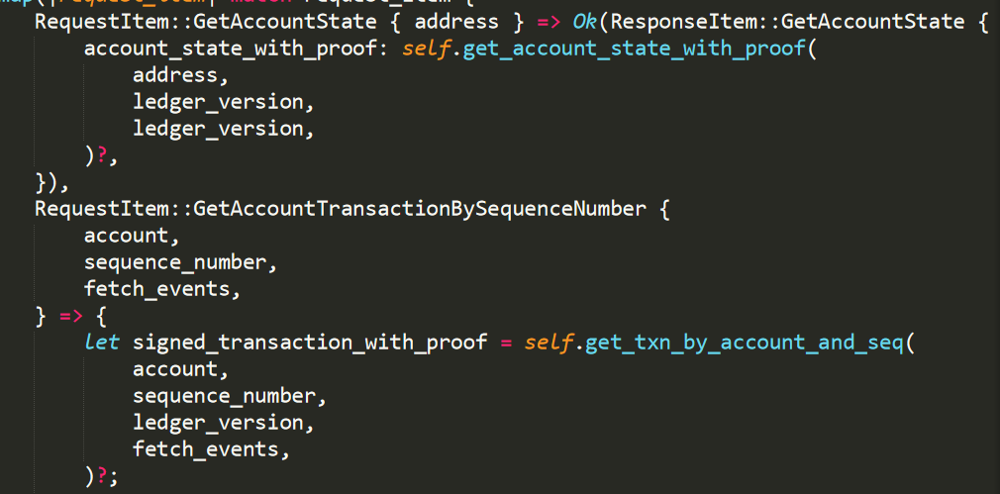 RequestItem::GetAccountState { address } => Ok(ResponseItem::GetAccountState {
account_state_with_proof: self.get_account_state_with_proof(
address,
ledger_version,
ledger_version,
)?,
}),
RequestItem::GetAccountTransactionBySequenceNumber {
account,
sequence_number,
fetch_events,
} => {
let signed_transaction_with_proof = self.get_txn_by_account_and_seq(
account,
sequence_number,
ledger_version,
fetch_events,
)?;